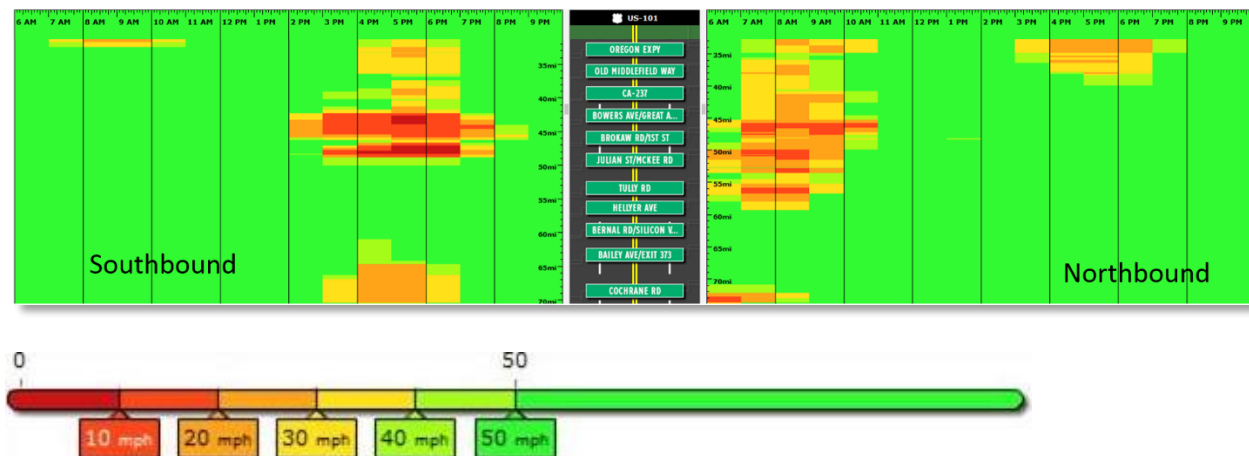 6 AM 7 AM 8 AM 9 AM 10 AM 11 AM 12 PM 1 PM 2 PM 3 PM 4 PM 5 PM 6 PM 7 PM 8 PM 9 PM
US-101
6 AM 7 AM 8 AM 9 AM 10 AM 11 AM 12 PM 1 PM 2 PM 3 PM 4 PM 5 PM 6 PM 7 PM 8 PM 9 PM
OREGON EXPY
35mi
OLD MIDDLEFIELD WAY
35mi
CA-237
40mi
40mi
BOWERS AVE/GREAT A...
45mi
BROKAW RD/1ST ST
45mi
50mi
JULIAN ST/MCKEE RD
50mi
55mi
TULLY RD
55mi
HELLYER AVE
60mi
BERNAL RD/SILICON V...
60mi
Southbound
65mi
BAILEY AVE/EXIT 373
65mi
Northbound
70mi
COCHRANE RD
70mi
0 50
10 mph 20 mph 30 mph 40 mph 50 mph